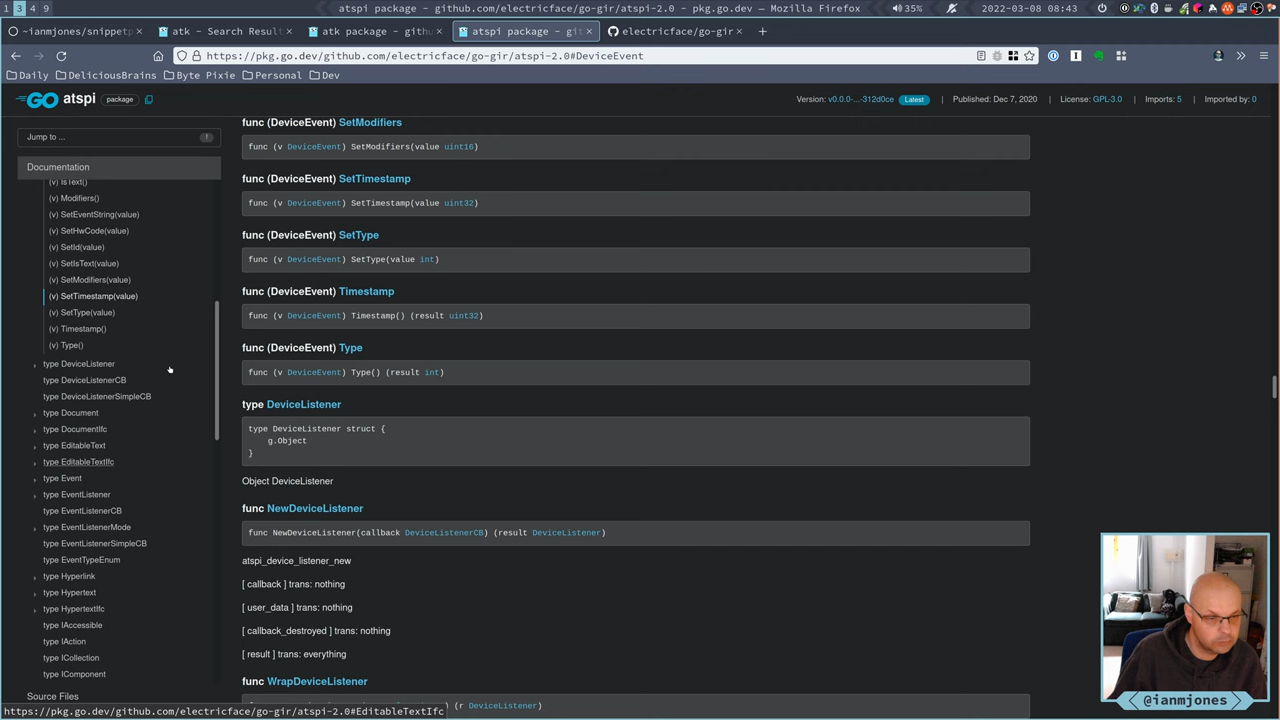 1 3 4 9
atspi package - github.com/electricface/go-gir/atspi-2.0 - pkg.go.dev — Mozilla Firefox
35%
2022-03-08 08:43
~ianmjones/snippetp
atk - Search Result
atk package - githu
atspi package - git
electricface/go-gir
https://pkg.go.dev/github.com/electricface/go-gir/atspi-2.0#DeviceEvent
Daily DeliciousBrains Byte Pixie Personal Dev
GO atspi package
Version: v0.0.0-...-312d0ce Latest | Published: Dec 7, 2020 | License: GPL-3.0 | Imports: 5 | Imported by: 0
Jump to ... f
Documentation
(v) IsText()
(v) Modifiers()
(v) SetEventString(value)
(v) SetHwCode(value)
(v) SetId(value)
(v) SetIsText(value)
(v) SetModifiers(value)
(v) SetTimestamp(value)
(v) SetType(value)
(v) Timestamp()
(v) Type()
type DeviceListener
type DeviceListenerCB
type DeviceListenerSimpleCB
type Document
type DocumentIfc
type EditableText
type EditableTextIfc
type Event
type EventListener
type EventListenerCB
type EventListenerMode
type EventListenerSimpleCB
type EventTypeEnum
type Hyperlink
type Hypertext
type HypertextIfc
type IAccessible
type IAction
type ICollection
type IComponent
Source Files
func (DeviceEvent) SetModifiers
func (v DeviceEvent) SetModifiers(value uint16)
func (DeviceEvent) SetTimestamp
func (v DeviceEvent) SetTimestamp(value uint32)
func (DeviceEvent) SetType
func (v DeviceEvent) SetType(value int)
func (DeviceEvent) Timestamp
func (v DeviceEvent) Timestamp() (result uint32)
func (DeviceEvent) Type
func (v DeviceEvent) Type() (result int)
type DeviceListener
type DeviceListener struct {
g.Object
}
Object DeviceListener
func NewDeviceListener
func NewDeviceListener(callback DeviceListenerCB) (result DeviceListener)
atspi_device_listener_new
[ callback ] trans: nothing
[ user_data ] trans: nothing
[ callback_destroyed ] trans: nothing
[ result ] trans: everything
func WrapDeviceListener
) (r DeviceListener)
https://pkg.go.dev/github.com/electricface/go-gir/atspi-2.0#EditableTextIfc
@ianmjones